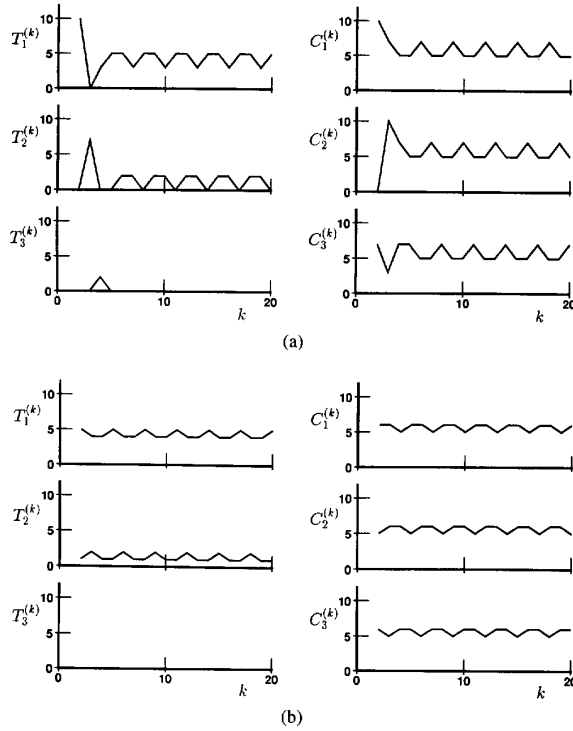 T_1^{(k)} 10 5 0
C_1^{(k)} 10 5 0
T_2^{(k)} 10 5 0
C_2^{(k)} 10 5 0
T_3^{(k)} 10 5 0
C_3^{(k)} 10 5 0
0 10 20
0 10 20
k
k
(a)
T_1^{(k)} 10 5 0
C_1^{(k)} 10 5 0
T_2^{(k)} 10 5 0
C_2^{(k)} 10 5 0
T_3^{(k)} 10 5 0
C_3^{(k)} 10 5 0
0 10 20
0 10 20
k
k
(b)